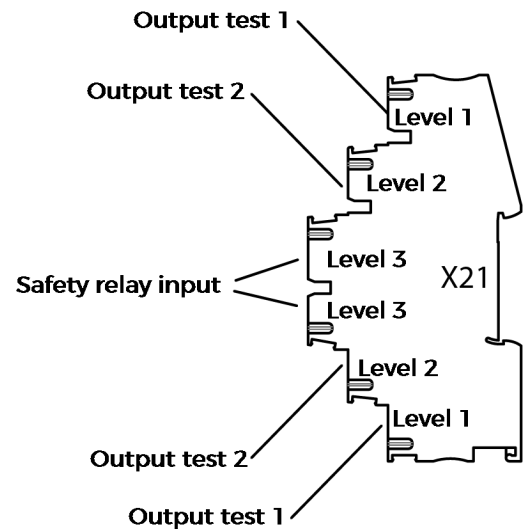 Output test 1
Output test 2
Level 1
Level 2
Level 3
Safety relay input
X21
Level 3
Level 2
Level 1
Output test 2
Output test 1